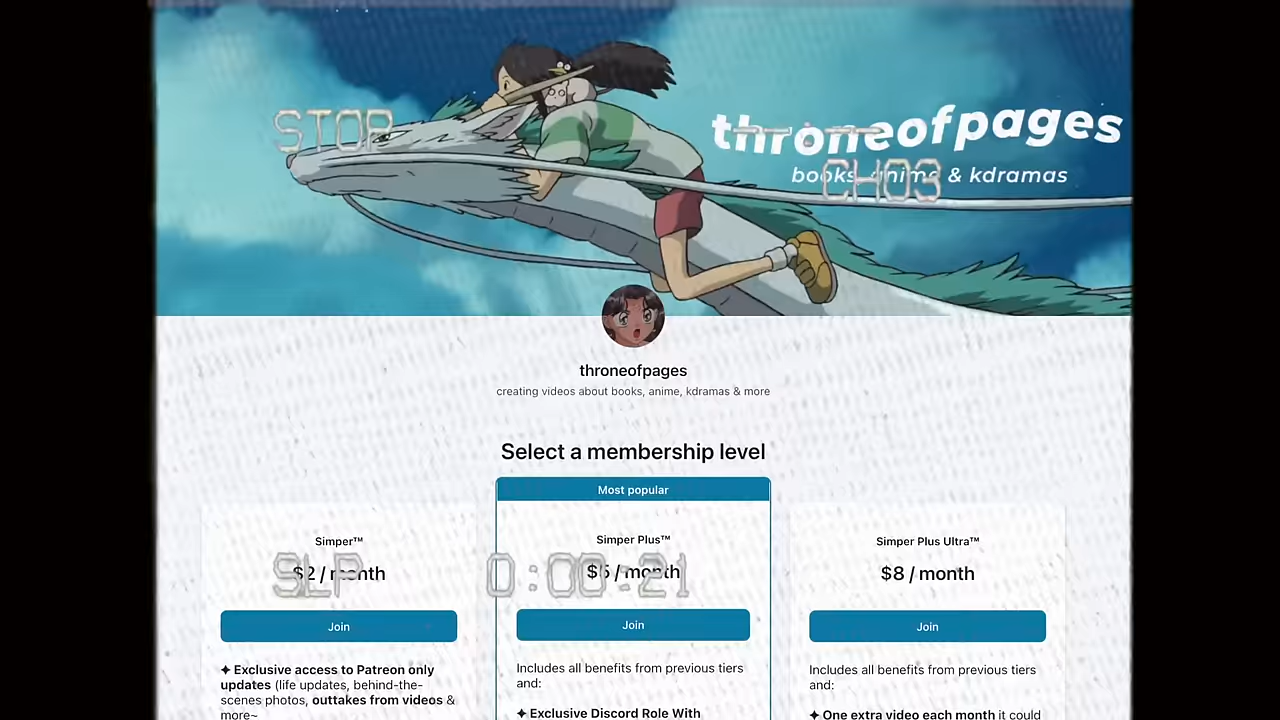 STOP
throneofpages
CH03
books, anime & kdramas
throneofpages
creating videos about books, anime, kdramas & more
Select a membership level
Most popular
Simper™
$2 / month
Join
✦ Exclusive access to Patreon only
updates (life updates, behind-the-
scenes photos, outtakes from videos &
more~
Simper Plus™
$5 / month
Join
Includes all benefits from previous tiers
and:
✦ Exclusive Discord Role With
Simper Plus Ultra™
$8 / month
Join
Includes all benefits from previous tiers
and:
✦ One extra video each month it could
SLP 0:00:21